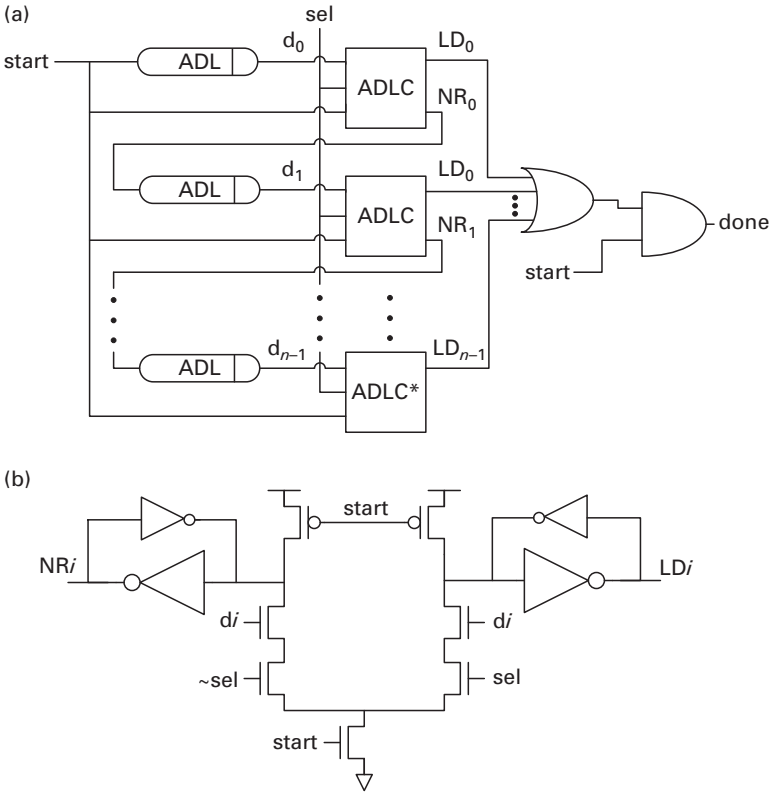 (a)
sel
start
ADL
d₀
ADLC
LD₀
NR₀
ADL
d₁
ADLC
LD₀
NR₁
done
start
ADL
dₙ₋₁
ADLC*
LDₙ₋₁
(b)
start
NRi
LDi
di
di
~sel
sel
start